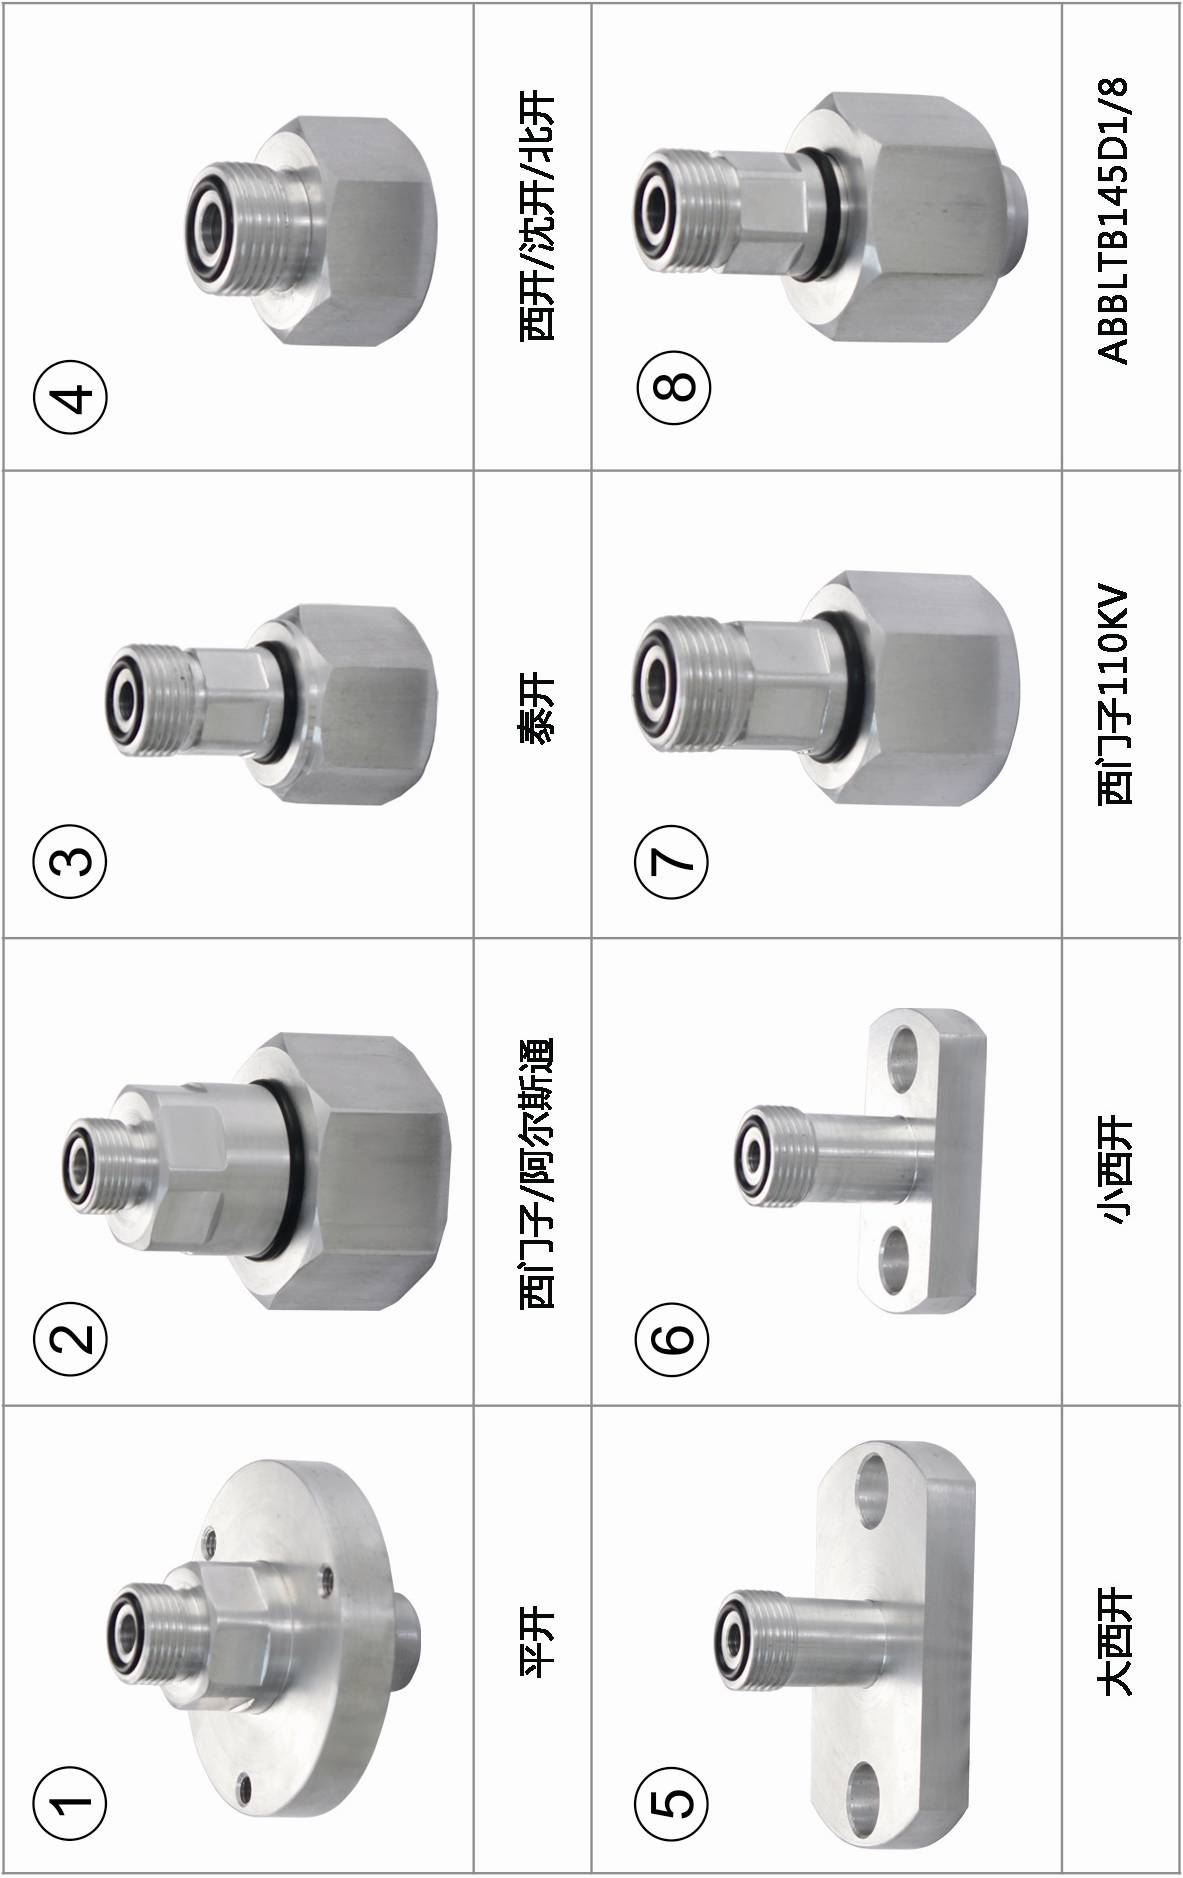 ①
②
③
④
平开
西门子/阿尔斯通
泰开
西开/沈开/北开
⑤
⑥
⑦
⑧
大西开
小西开
西门子110KV
ABBLTB145D1/8